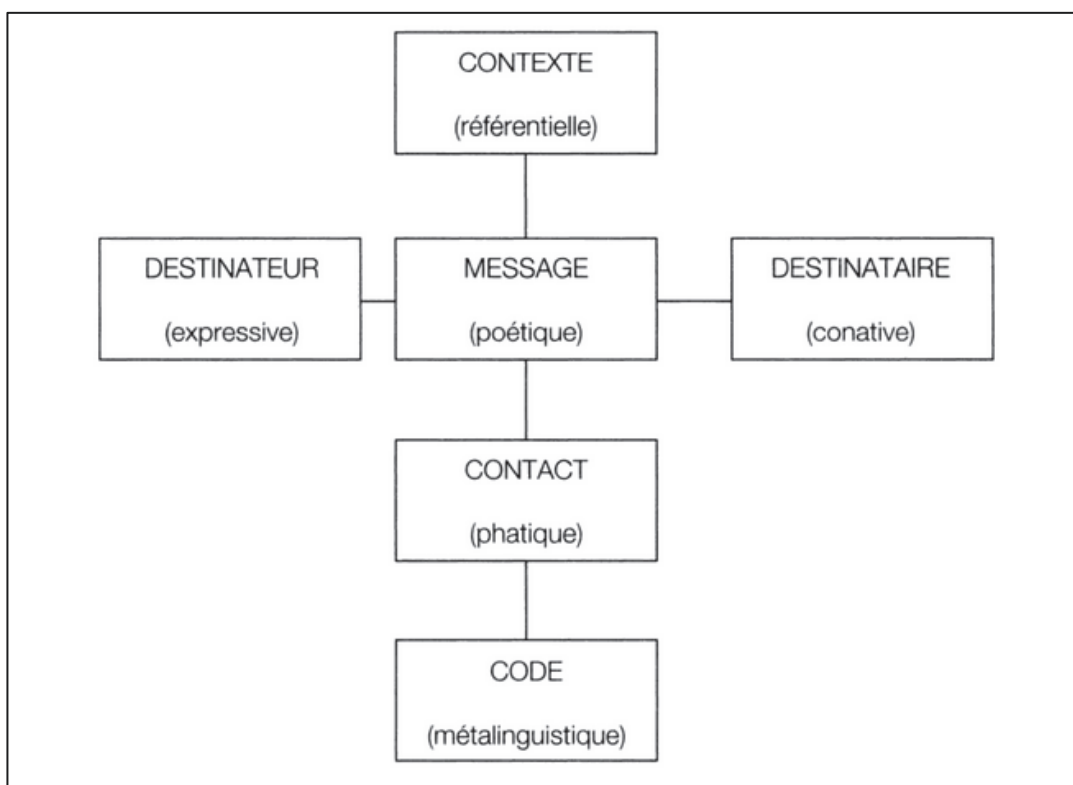 CONTEXTE
(référentielle)
DESTINATEUR
(expressive)
MESSAGE
(poétique)
DESTINATAIRE
(conative)
CONTACT
(phatique)
CODE
(métalinguistique)